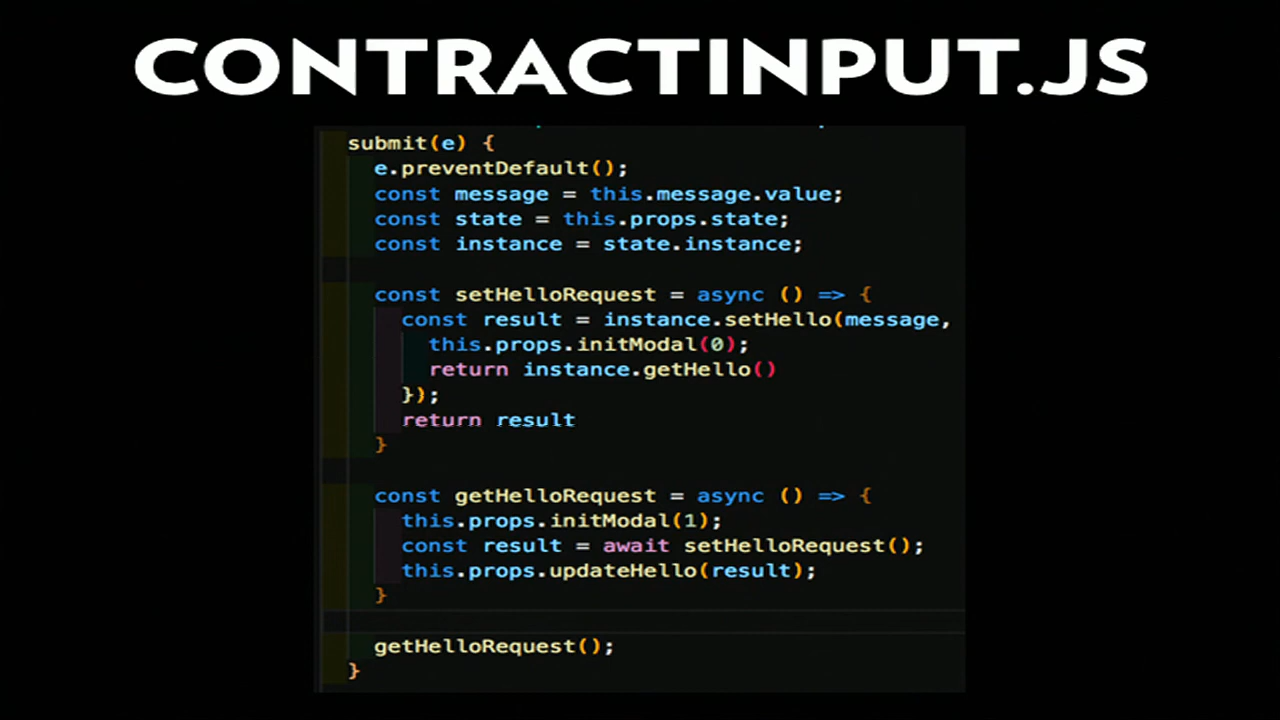 CONTRACTINPUT.JS
submit(e) {
e.preventDefault();
const message = this.message.value;
const state = this.props.state;
const instance = state.instance;
const setHelloRequest = async () => {
const result = instance.setHello(message,
this.props.initModal(0);
return instance.getHello()
});
return result
}
const getHelloRequest = async () => {
this.props.initModal(1);
const result = await setHelloRequest();
this.props.updateHello(result);
}
getHelloRequest();
}